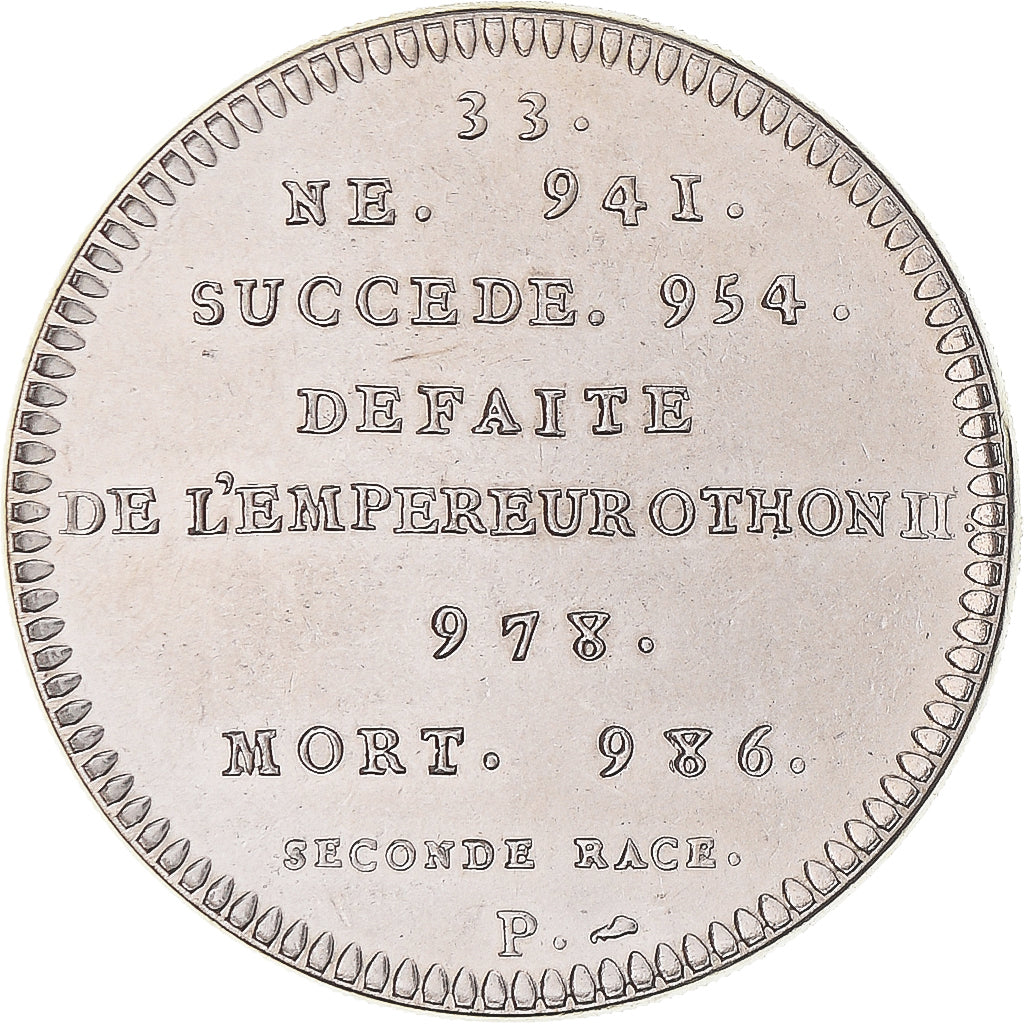 33.
NE. 941.
SUCCEDE. 954.
DEFAITE
DE L'EMPEREUR OTHON II.
978.
MORT. 986.
SECONDE RACE.
P.